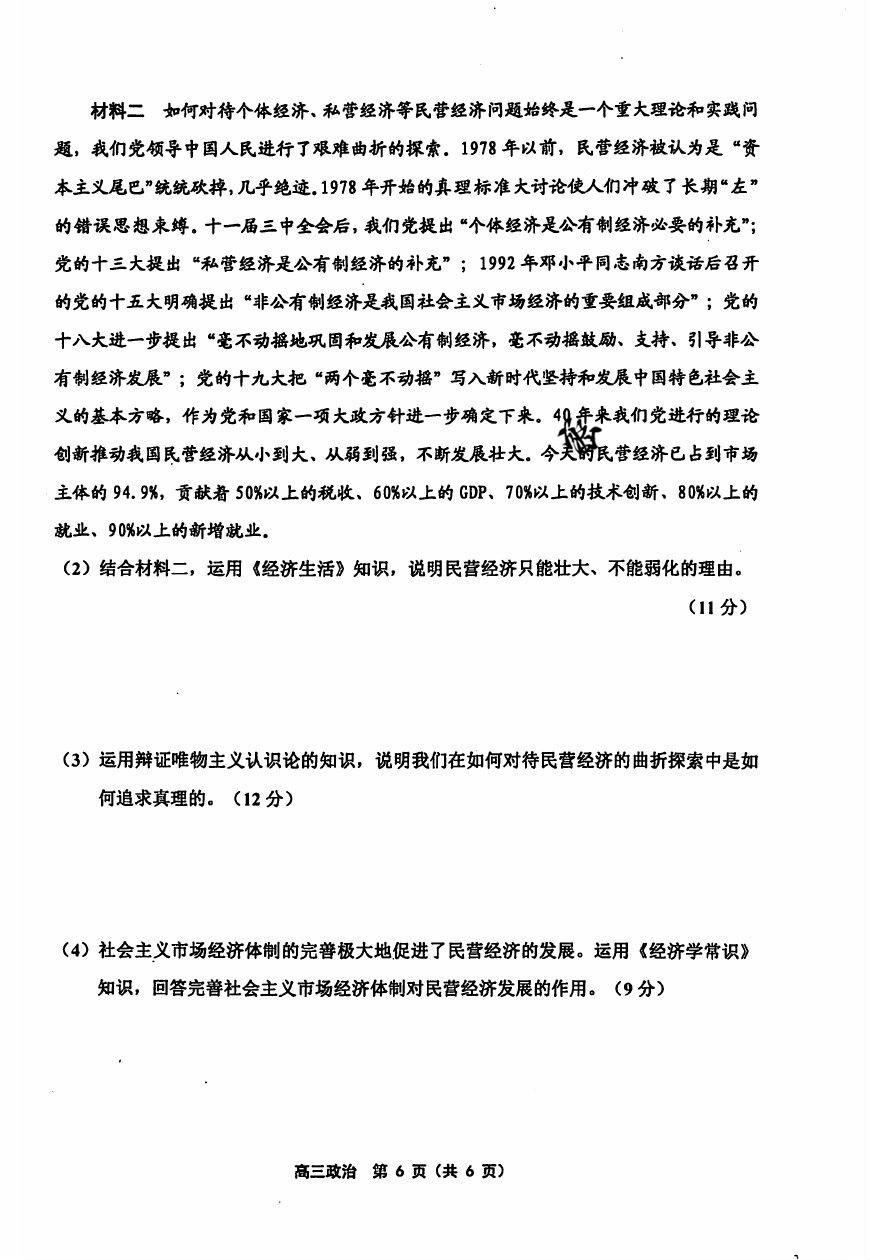 材料二 如何对待个体经济、私营经济等民营经济问题始终是一个重大理论和实践问
题，我们党领导中国人民进行了艰难曲折的探索．1978 年以前，民营经济被认为是“资
本主义尾巴”统统砍掉，几乎绝迹．1978 年开始的真理标准大讨论使人们冲破了长期“左”
的错误思想束缚．十一届三中全会后，我们党提出“个体经济是公有制经济必要的补充”；
党的十三大提出“私营经济是公有制经济的补充”；1992 年邓小平同志南方谈话后召开
的党的十五大明确提出“非公有制经济是我国社会主义市场经济的重要组成部分”；党的
十八大进一步提出“毫不动摇地巩固和发展公有制经济，毫不动摇鼓励、支持、引导非公
有制经济发展”；党的十九大把“两个毫不动摇”写入新时代坚持和发展中国特色社会主
义的基本方略，作为党和国家一项大政方针进一步确定下来。40 年来我们党进行的理论
创新推动我国民营经济从小到大、从弱到强，不断发展壮大．今天的民营经济已占到市场
主体的 94.9%，贡献着 50%以上的税收、60%以上的 GDP、70%以上的技术创新、80%以上的
就业、90%以上的新增就业．
（2）结合材料二，运用《经济生活》知识，说明民营经济只能壮大、不能弱化的理由。
（11 分）
（3）运用辩证唯物主义认识论的知识，说明我们在如何对待民营经济的曲折探索中是如
何追求真理的。（12 分）
（4）社会主义市场经济体制的完善极大地促进了民营经济的发展。运用《经济学常识》
知识，回答完善社会主义市场经济体制对民营经济发展的作用。（9 分）
高三政治 第 6 页（共 6 页）